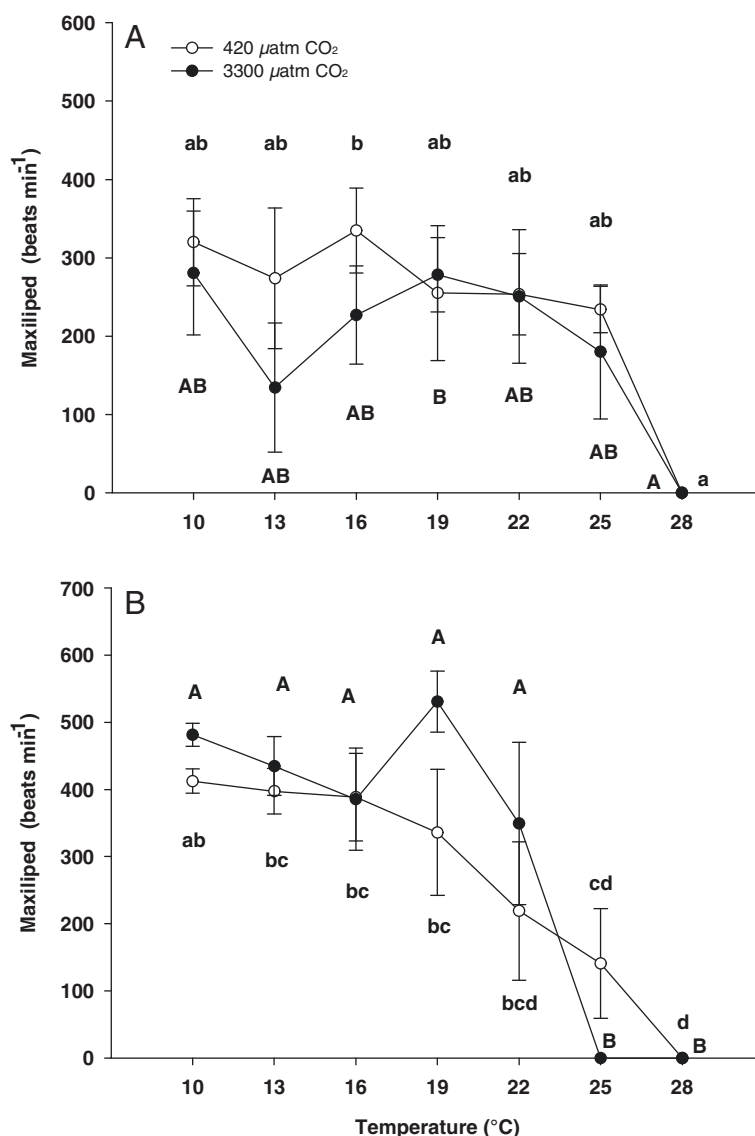 A
420 µatm CO₂
3300 µatm CO₂
600
500
400
300
200
100
0
Maxiliped (beats min⁻¹)
ab ab b ab ab ab
AB AB AB B AB AB A a
10 13 16 19 22 25 28
B
700
600
500
400
300
200
100
0
Maxiliped (beats min⁻¹)
A A A A A
ab bc bc bc bcd cd d
B B
10 13 16 19 22 25 28
Temperature (°C)